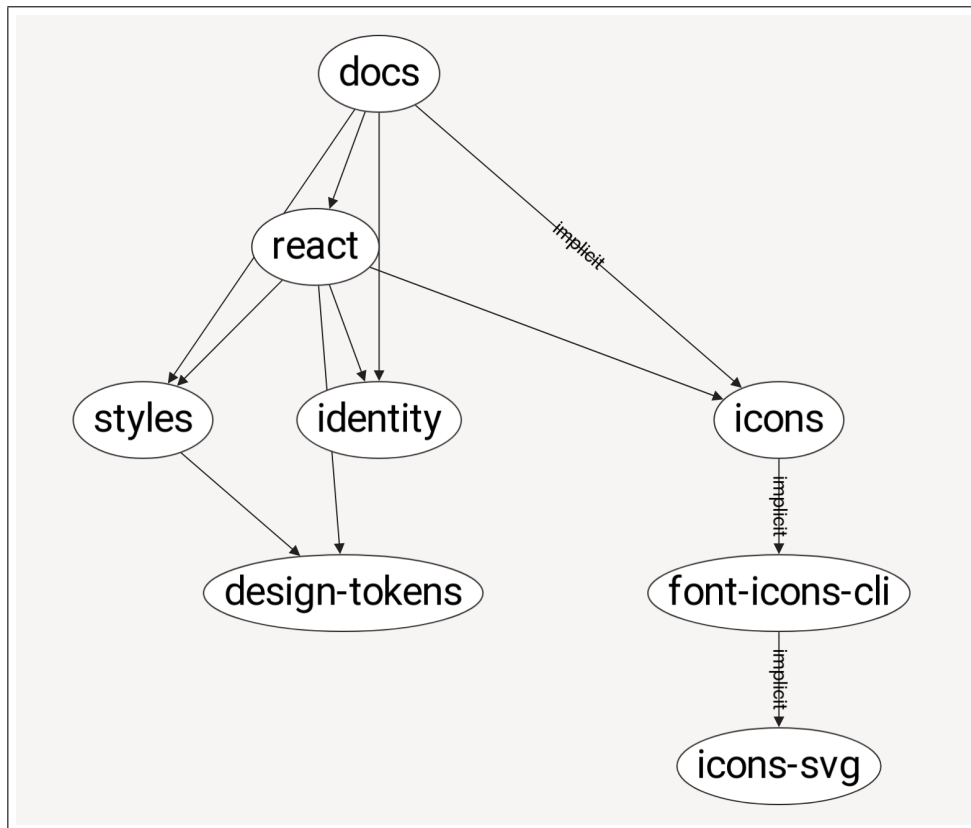 docs
implicit
react
styles
identity
icons
implicit
design-tokens
font-icons-cli
implicit
icons-svg